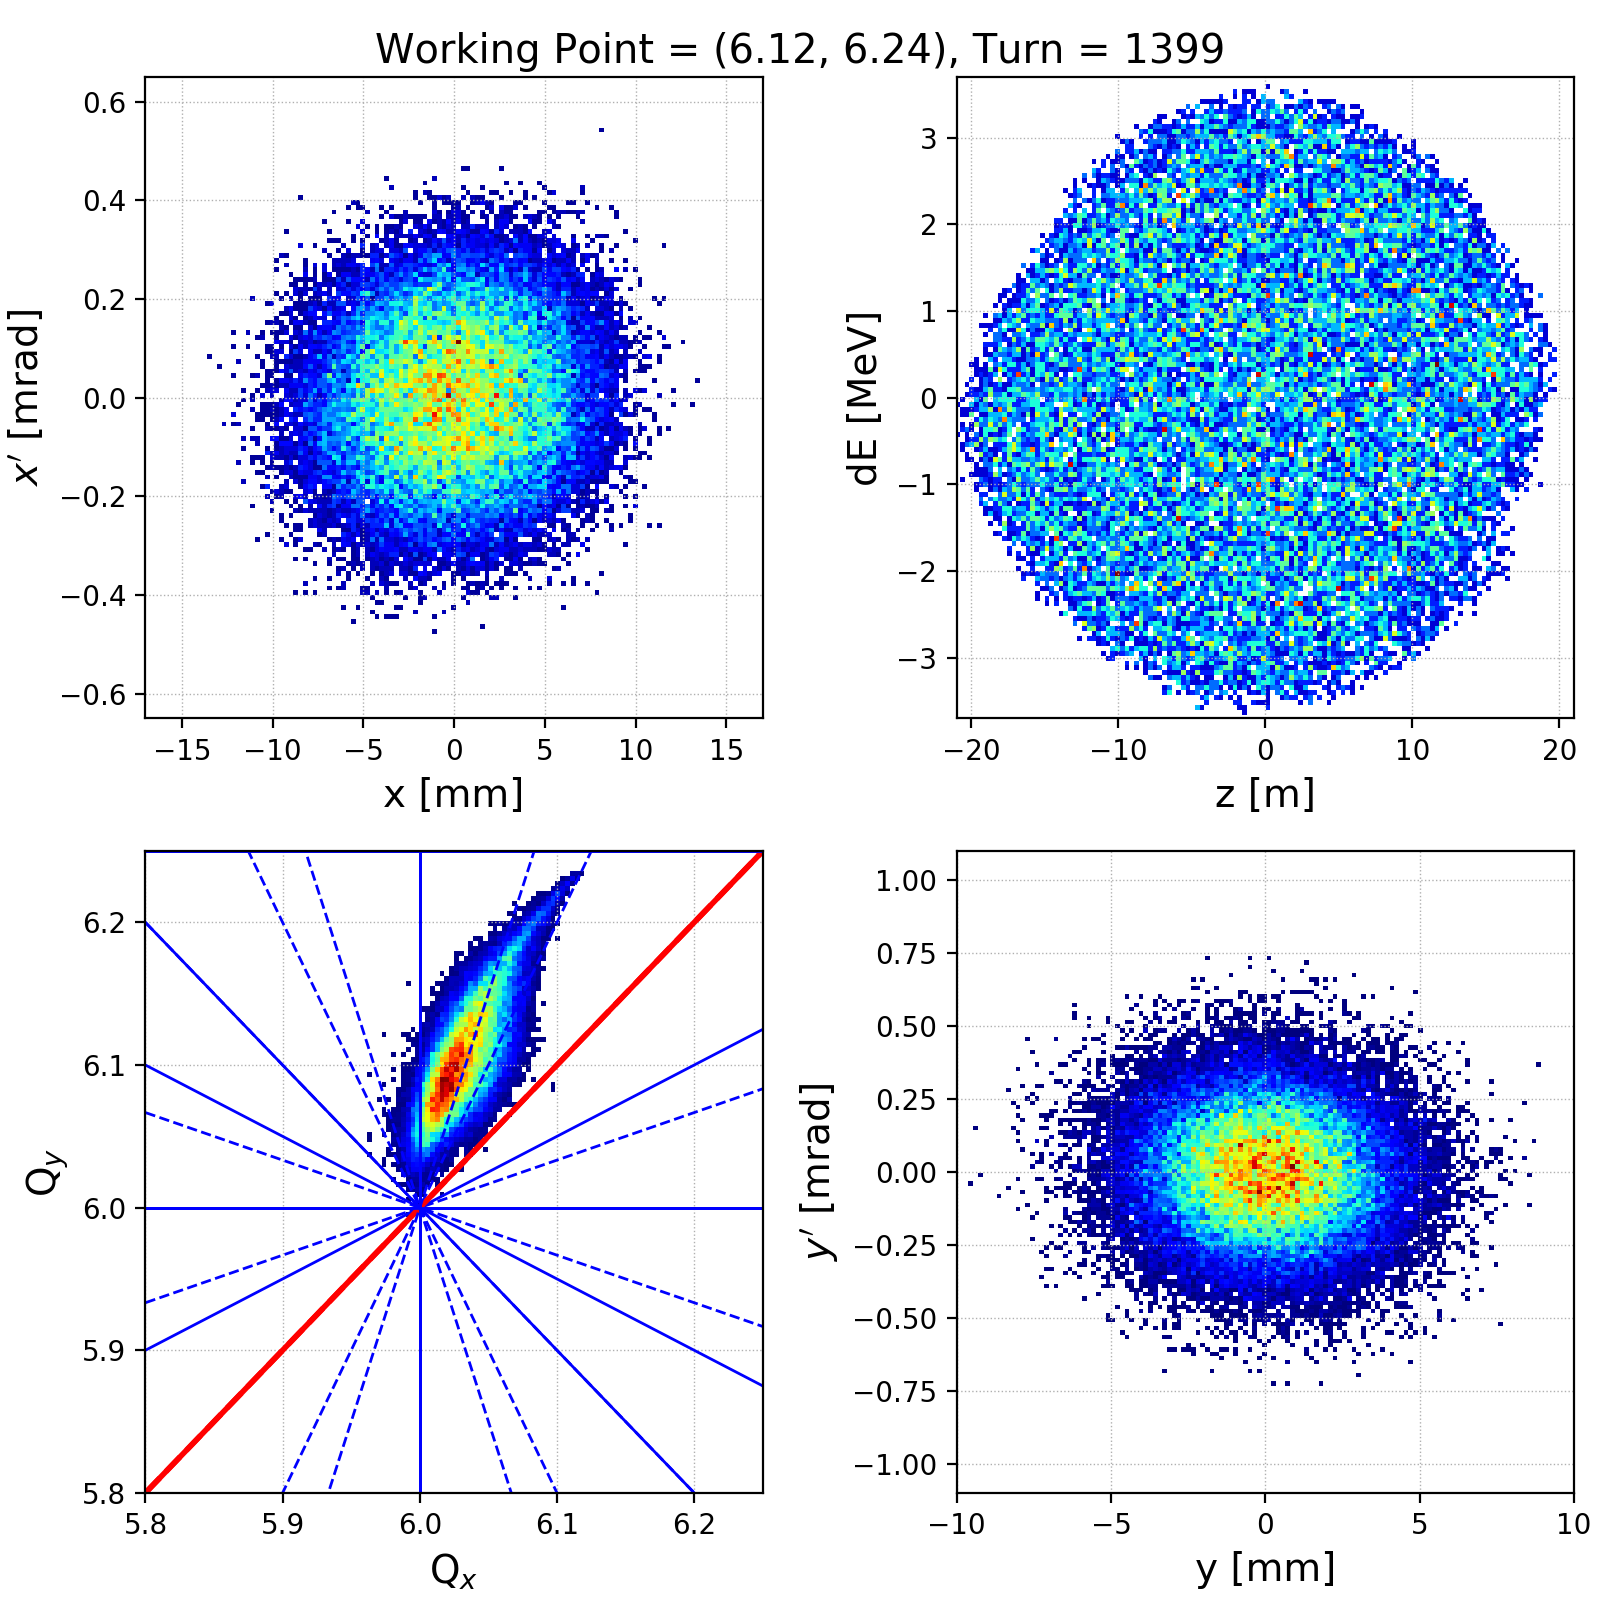 Working Point = (6.12, 6.24), Turn = 1399
0.6
0.4
0.2
0.0
−0.2
−0.4
−0.6
x′ [mrad]
−15 −10 −5 0 5 10 15
x [mm]
3
2
1
0
−1
−2
−3
dE [MeV]
−20 −10 0 10 20
z [m]
6.2
6.1
6.0
5.9
5.8
Qy
5.8 5.9 6.0 6.1 6.2
Qx
1.00
0.75
0.50
0.25
0.00
−0.25
−0.50
−0.75
−1.00
y′ [mrad]
−10 −5 0 5 10
y [mm]